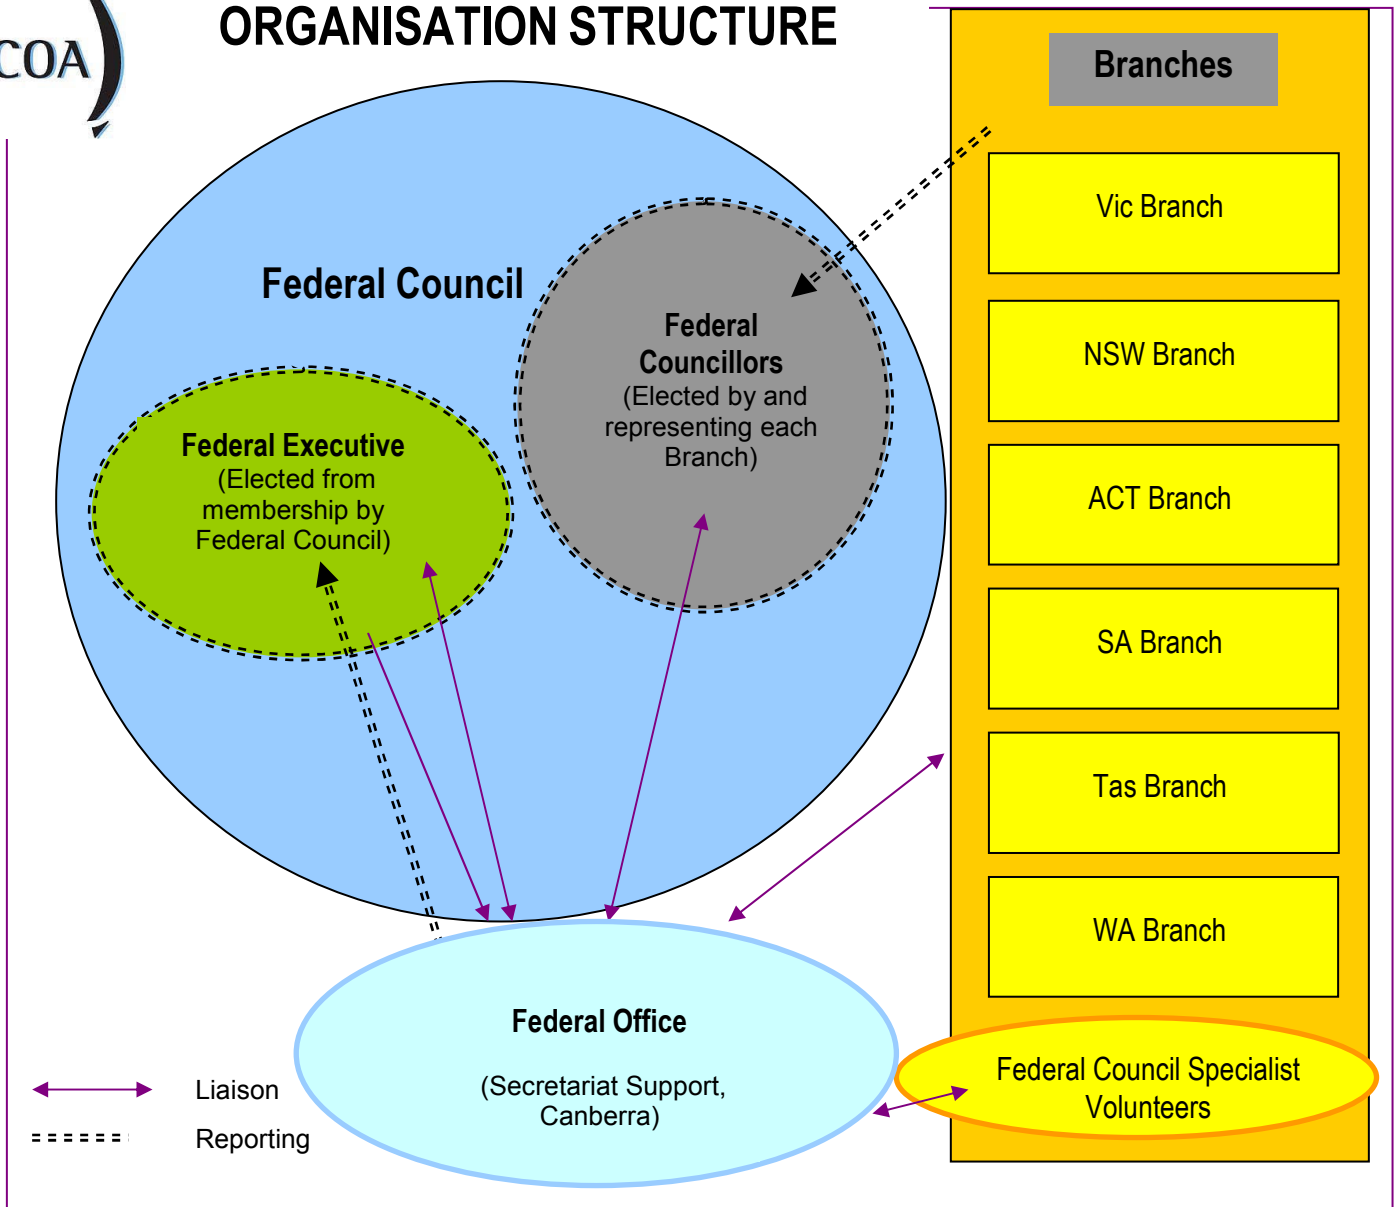 COA
ORGANISATION STRUCTURE
Branches
Vic Branch
NSW Branch
ACT Branch
SA Branch
Tas Branch
WA Branch
Federal Council Specialist
Volunteers
Federal Council
Federal
Councillors
(Elected by and
representing each
Branch)
Federal Executive
(Elected from
membership by
Federal Council)
Federal Office
(Secretariat Support,
Canberra)
Liaison
Reporting